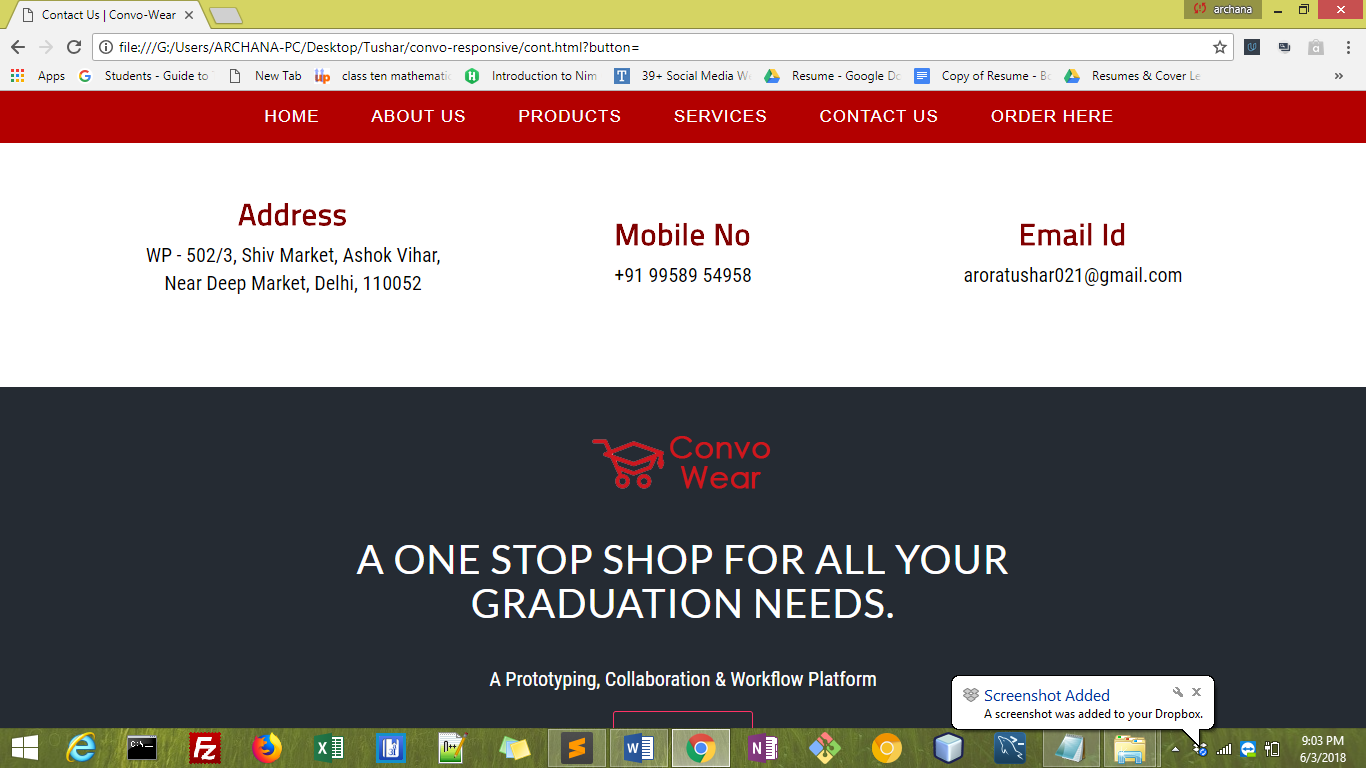 Contact Us | Convo-Wear
archana
file:///G:/Users/ARCHANA-PC/Desktop/Tushar/convo-responsive/cont.html?button=
Apps Students - Guide to New Tab class ten mathemati Introduction to Nim 39+ Social Media W Resume - Google Do Copy of Resume - Bo Resumes & Cover Le »
HOME ABOUT US PRODUCTS SERVICES CONTACT US ORDER HERE
Address
WP - 502/3, Shiv Market, Ashok Vihar,
Near Deep Market, Delhi, 110052
Mobile No
+91 99589 54958
Email Id
aroratushar021@gmail.com
Convo
Wear
A ONE STOP SHOP FOR ALL YOUR
GRADUATION NEEDS.
A Prototyping, Collaboration & Workflow Platform
Screenshot Added
A screenshot was added to your Dropbox.
9:03 PM
6/3/2018